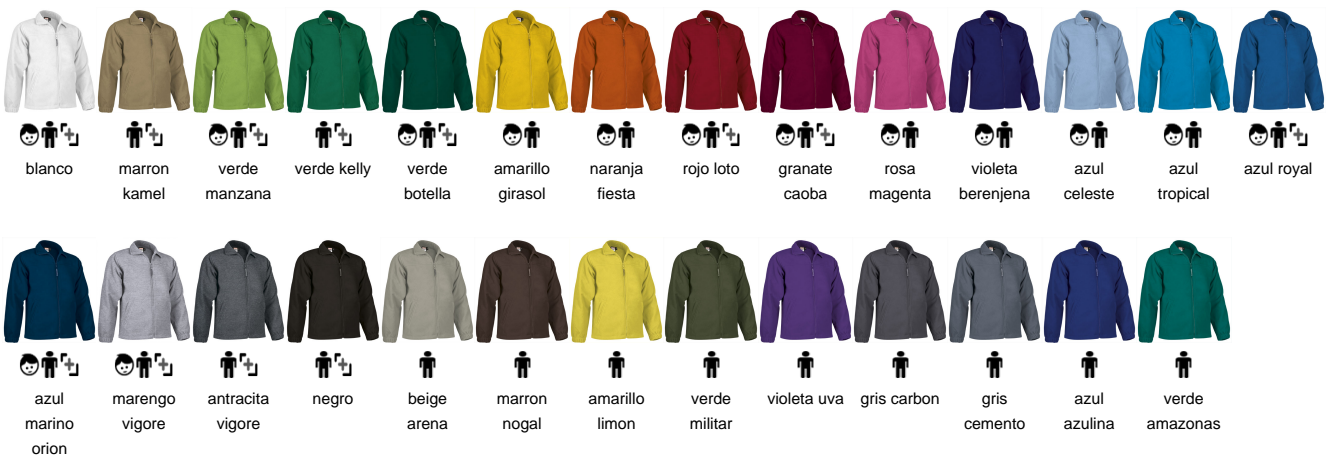 blanco
marron
kamel
verde
manzana
verde kelly
verde
botella
amarillo
girasol
naranja
fiesta
rojo loto
granate
caoba
rosa
magenta
violeta
berenjena
azul
celeste
azul
tropical
azul royal
azul
marino
orion
marengo
vigore
antracita
vigore
negro
beige
arena
marron
nogal
amarillo
limon
verde
militar
violeta uva
gris carbon
gris
cemento
azul
azulina
verde
amazonas